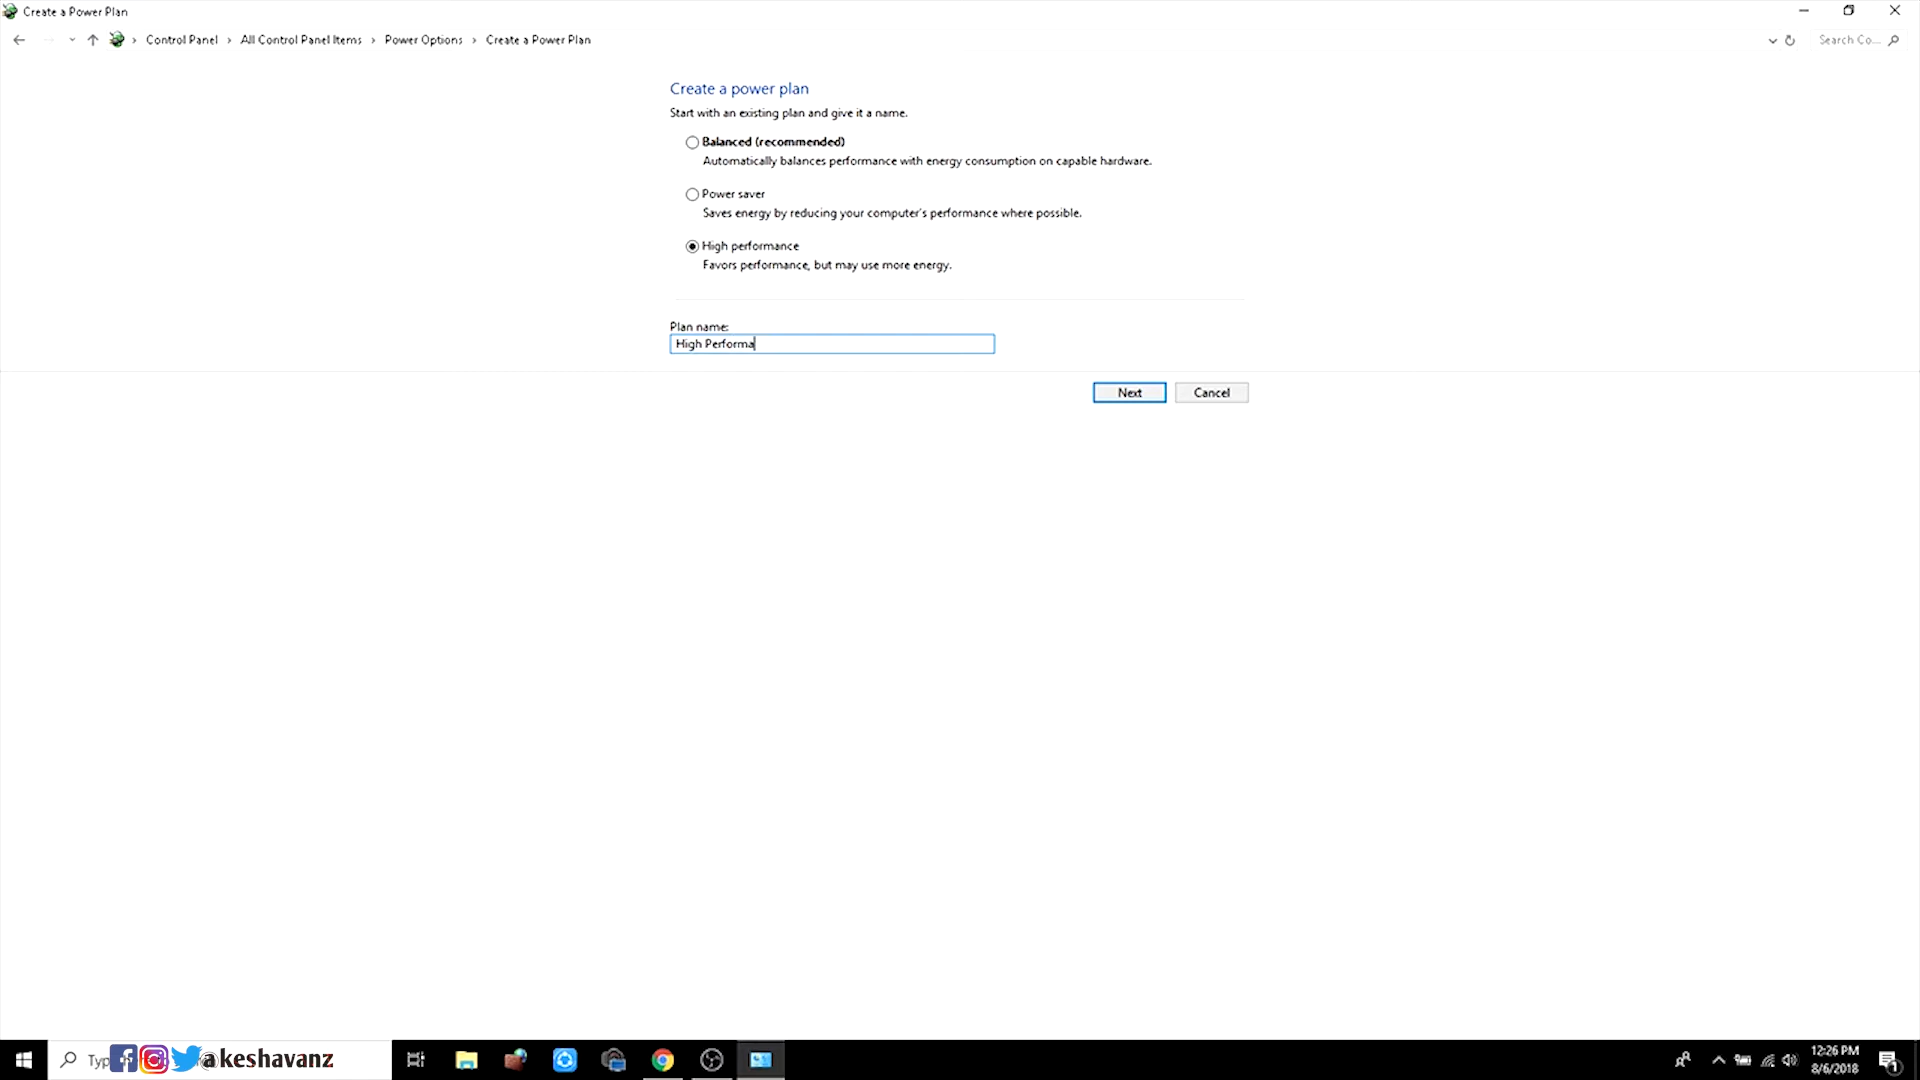 Create a Power Plan
Control Panel › All Control Panel Items › Power Options › Create a Power Plan
Search Co...
Create a power plan
Start with an existing plan and give it a name.
Balanced (recommended)
Automatically balances performance with energy consumption on capable hardware.
Power saver
Saves energy by reducing your computer's performance where possible.
High performance
Favors performance, but may use more energy.
Plan name:
High Performa
Next
Cancel
Typ
@keshavanz
12:26 PM
8/6/2018
1